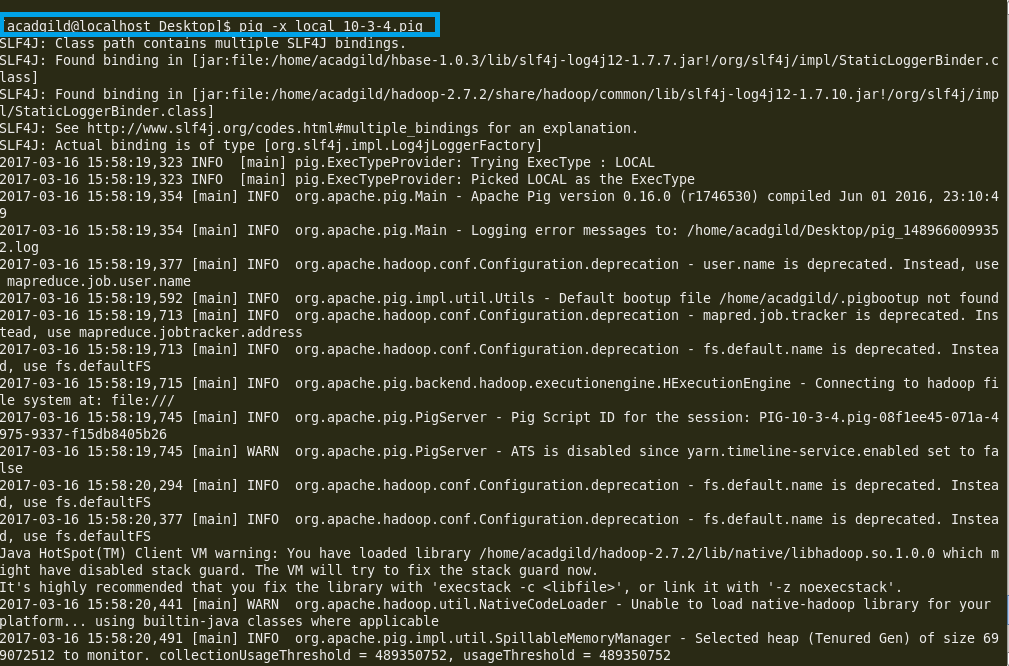 [acadgild@localhost Desktop]$ pig -x local 10-3-4.pig
SLF4J: Class path contains multiple SLF4J bindings.
SLF4J: Found binding in [jar:file:/home/acadgild/hbase-1.0.3/lib/slf4j-log4j12-1.7.7.jar!/org/slf4j/impl/StaticLoggerBinder.c
lass]
SLF4J: Found binding in [jar:file:/home/acadgild/hadoop-2.7.2/share/hadoop/common/lib/slf4j-log4j12-1.7.10.jar!/org/slf4j/imp
l/StaticLoggerBinder.class]
SLF4J: See http://www.slf4j.org/codes.html#multiple_bindings for an explanation.
SLF4J: Actual binding is of type [org.slf4j.impl.Log4jLoggerFactory]
2017-03-16 15:58:19,323 INFO  [main] pig.ExecTypeProvider: Trying ExecType : LOCAL
2017-03-16 15:58:19,323 INFO  [main] pig.ExecTypeProvider: Picked LOCAL as the ExecType
2017-03-16 15:58:19,354 [main] INFO  org.apache.pig.Main - Apache Pig version 0.16.0 (r1746530) compiled Jun 01 2016, 23:10:4
9
2017-03-16 15:58:19,354 [main] INFO  org.apache.pig.Main - Logging error messages to: /home/acadgild/Desktop/pig_148966009935
2.log
2017-03-16 15:58:19,377 [main] INFO  org.apache.hadoop.conf.Configuration.deprecation - user.name is deprecated. Instead, use
 mapreduce.job.user.name
2017-03-16 15:58:19,592 [main] INFO  org.apache.pig.impl.util.Utils - Default bootup file /home/acadgild/.pigbootup not found
2017-03-16 15:58:19,713 [main] INFO  org.apache.hadoop.conf.Configuration.deprecation - mapred.job.tracker is deprecated. Ins
tead, use mapreduce.jobtracker.address
2017-03-16 15:58:19,713 [main] INFO  org.apache.hadoop.conf.Configuration.deprecation - fs.default.name is deprecated. Instea
d, use fs.defaultFS
2017-03-16 15:58:19,715 [main] INFO  org.apache.pig.backend.hadoop.executionengine.HExecutionEngine - Connecting to hadoop fi
le system at: file:///
2017-03-16 15:58:19,745 [main] INFO  org.apache.pig.PigServer - Pig Script ID for the session: PIG-10-3-4.pig-08f1ee45-071a-4
975-9337-f15db8405b26
2017-03-16 15:58:19,745 [main] WARN  org.apache.pig.PigServer - ATS is disabled since yarn.timeline-service.enabled set to fa
lse
2017-03-16 15:58:20,294 [main] INFO  org.apache.hadoop.conf.Configuration.deprecation - fs.default.name is deprecated. Instea
d, use fs.defaultFS
2017-03-16 15:58:20,377 [main] INFO  org.apache.hadoop.conf.Configuration.deprecation - fs.default.name is deprecated. Instea
d, use fs.defaultFS
Java HotSpot(TM) Client VM warning: You have loaded library /home/acadgild/hadoop-2.7.2/lib/native/libhadoop.so.1.0.0 which m
ight have disabled stack guard. The VM will try to fix the stack guard now.
It's highly recommended that you fix the library with 'execstack -c <libfile>', or link it with '-z noexecstack'.
2017-03-16 15:58:20,441 [main] WARN  org.apache.hadoop.util.NativeCodeLoader - Unable to load native-hadoop library for your
platform... using builtin-java classes where applicable
2017-03-16 15:58:20,491 [main] INFO  org.apache.pig.impl.util.SpillableMemoryManager - Selected heap (Tenured Gen) of size 69
9072512 to monitor. collectionUsageThreshold = 489350752, usageThreshold = 489350752